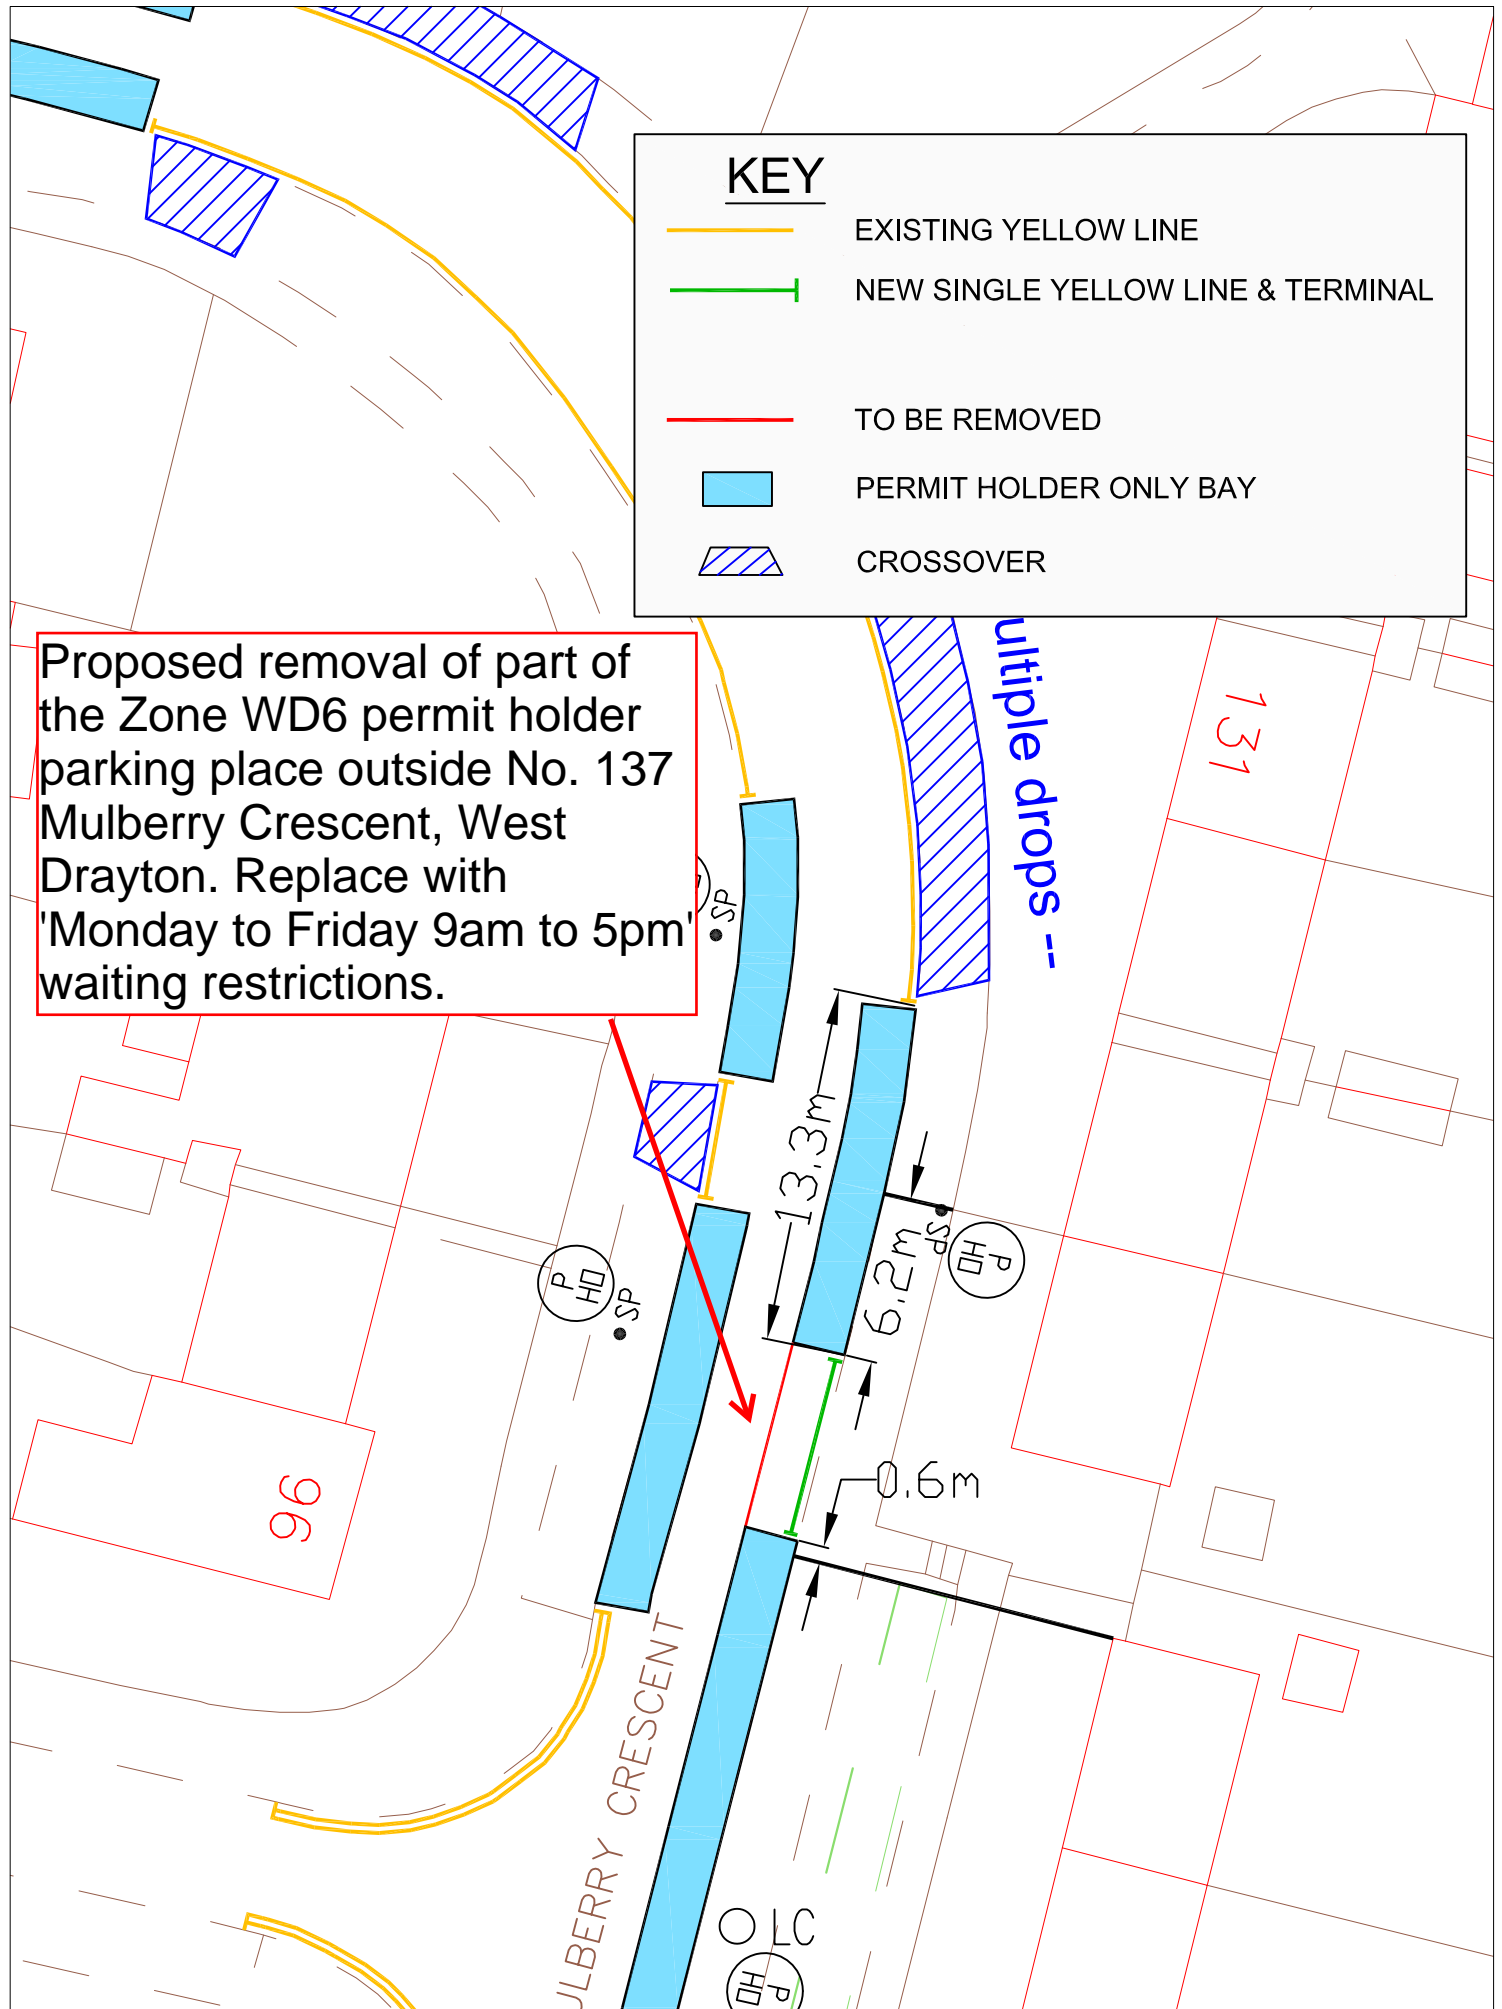 KEY
EXISTING YELLOW LINE
NEW SINGLE YELLOW LINE & TERMINAL
TO BE REMOVED
PERMIT HOLDER ONLY BAY
CROSSOVER
Proposed removal of part of
the Zone WD6 permit holder
parking place outside No. 137
Mulberry Crescent, West
Drayton. Replace with
'Monday to Friday 9am to 5pm'
waiting restrictions.
ultiple drops --
131
SP
13.3m
6.2m
SP
P
HO
P
HO
SP
0.6m
96
ULBERRY CRESCENT
LC
P
HO